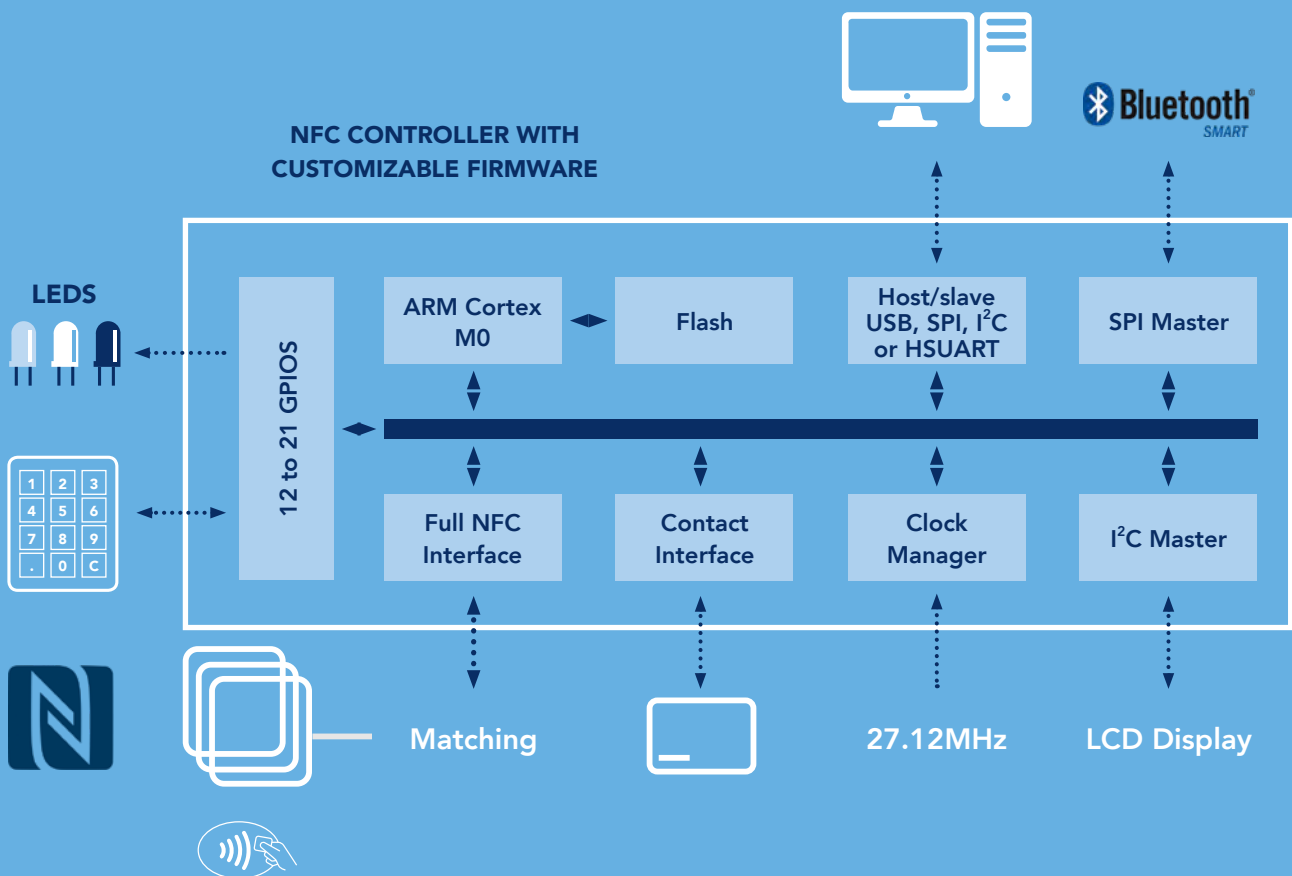 Bluetooth®
SMART
NFC CONTROLLER WITH
CUSTOMIZABLE FIRMWARE
LEDS
12 to 21 GPIOS
ARM Cortex
M0
Flash
Host/slave
USB, SPI, I²C
or HSUART
SPI Master
1 2 3
4 5 6
7 8 9
. 0 C
Full NFC
Interface
Contact
Interface
Clock
Manager
I²C Master
Matching
27.12MHz
LCD Display